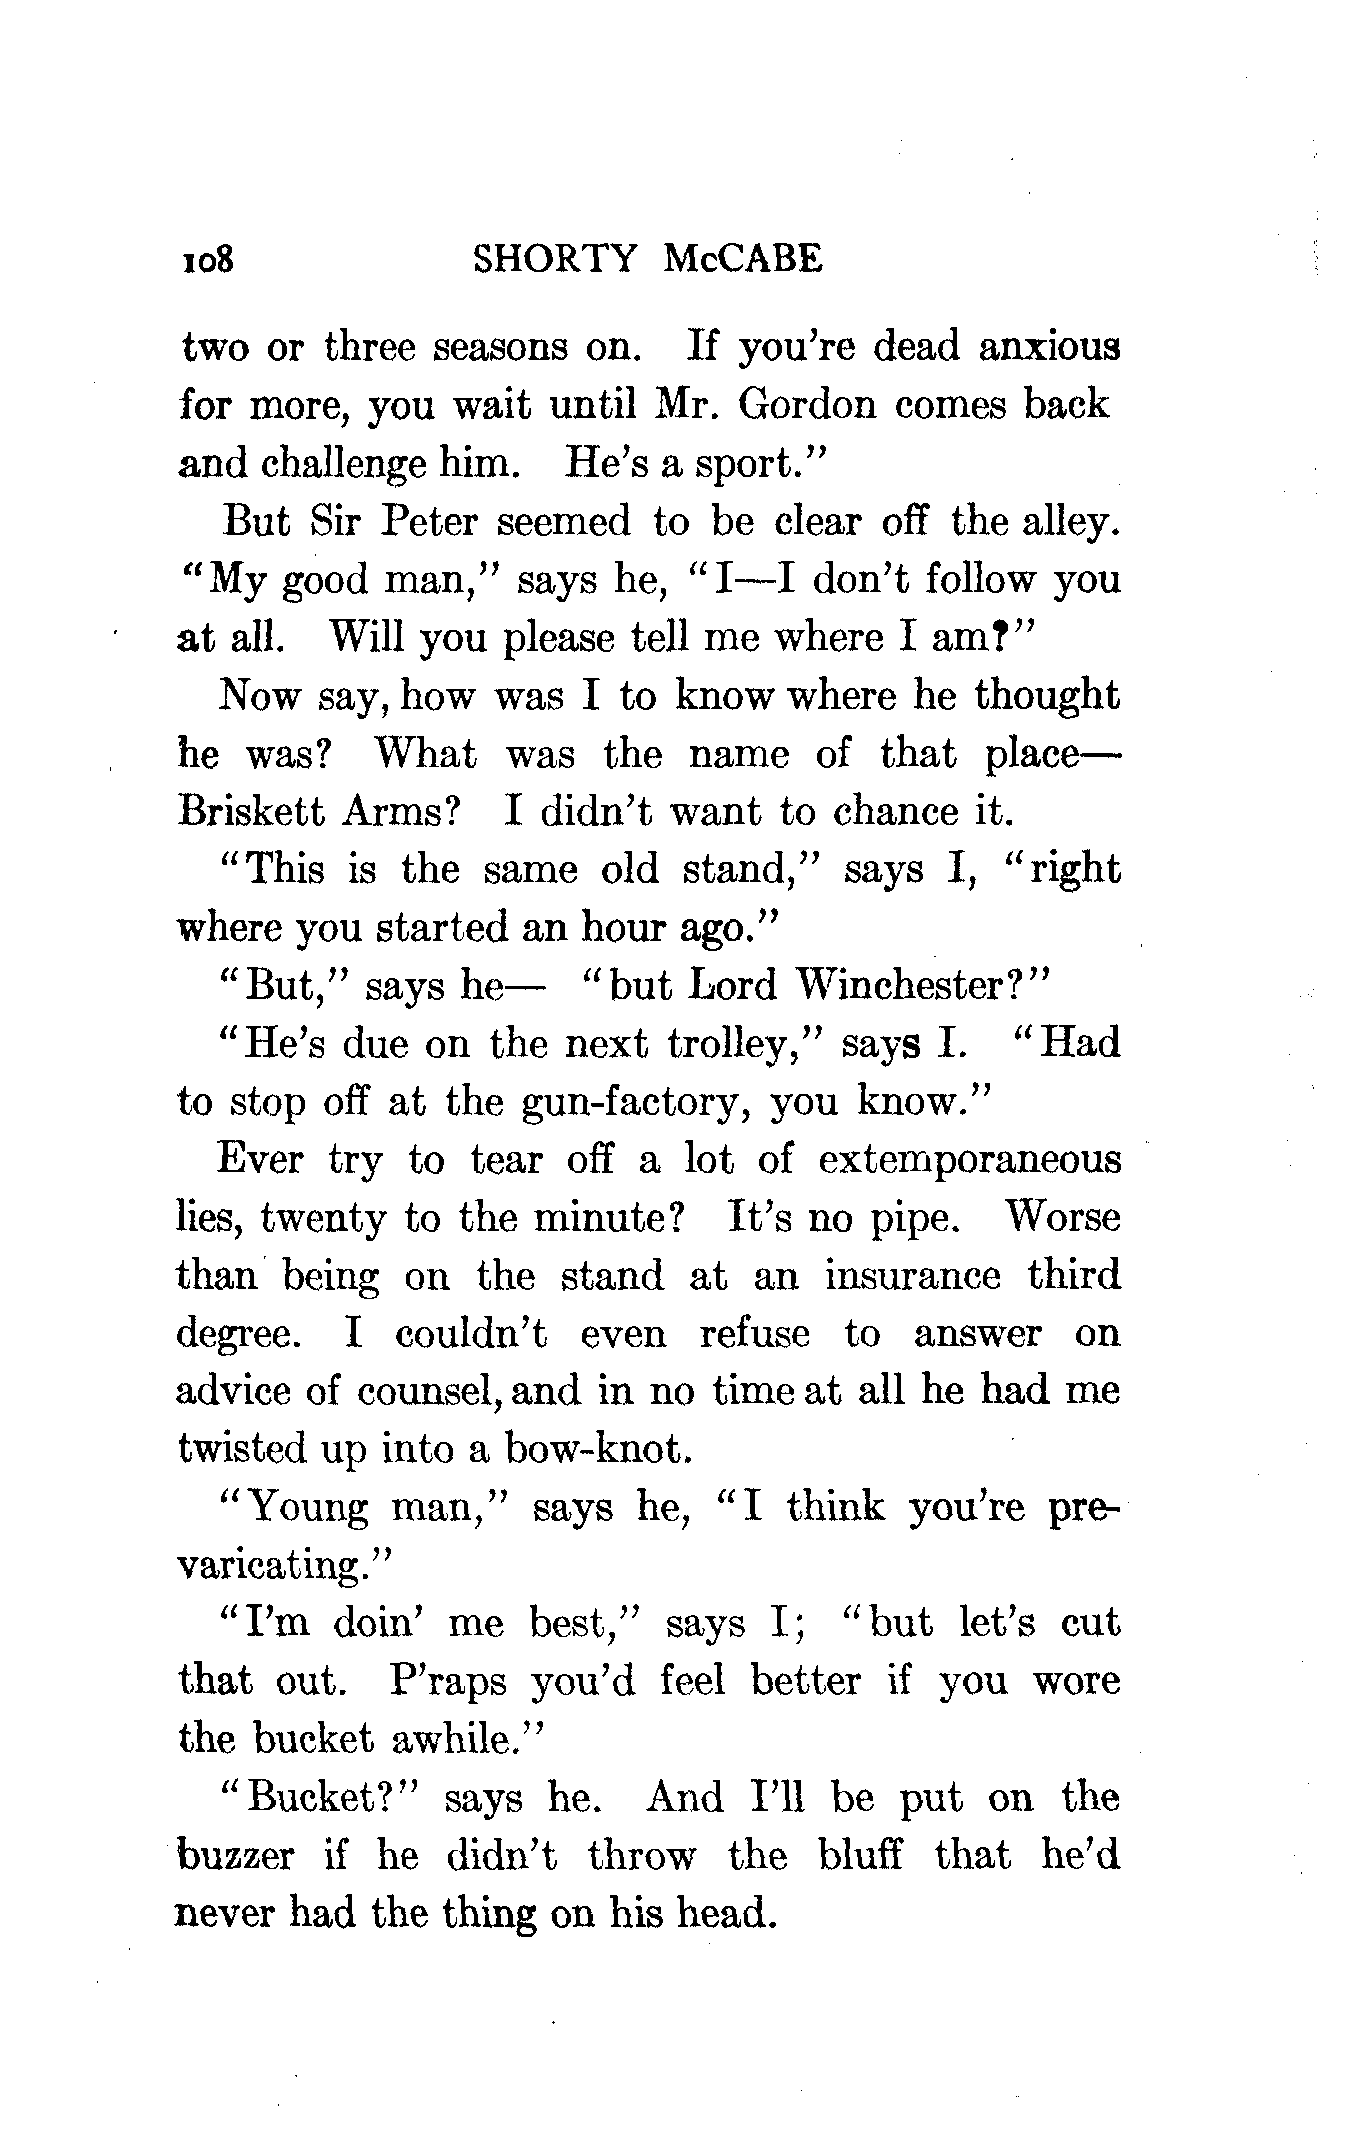 108 SHORTY McCABE
two or three seasons on. If you're dead anxious
for more, you wait until Mr. Gordon comes back
and challenge him. He's a sport."
But Sir Peter seemed to be clear off the alley.
"My good man," says he, "I—I don't follow you
at all. Will you please tell me where I am?"
Now say, how was I to know where he thought
he was? What was the name of that place—
Briskett Arms? I didn't want to chance it.
"This is the same old stand," says I, "right
where you started an hour ago."
"But," says he— "but Lord Winchester?"
"He's due on the next trolley," says I. "Had
to stop off at the gun-factory, you know."
Ever try to tear off a lot of extemporaneous
lies, twenty to the minute? It's no pipe. Worse
than being on the stand at an insurance third
degree. I couldn't even refuse to answer on
advice of counsel, and in no time at all he had me
twisted up into a bow-knot.
"Young man," says he, "I think you're pre-
varicating."
"I'm doin' me best," says I; "but let's cut
that out. P'raps you'd feel better if you wore
the bucket awhile."
"Bucket?" says he. And I'll be put on the
buzzer if he didn't throw the bluff that he'd
never had the thing on his head.